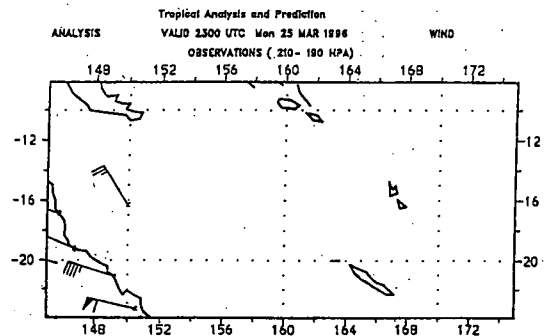 Tropical Analysis and Prediction
ANALYSIS VALID 2300 UTC Mon 25 MAR 1996 WIND
OBSERVATIONS ( 210- 190 HPA)
148 152 156 160 164 168 172
-12 -12
-16 -16
-20 -20
148 152 156 160 164 168 172